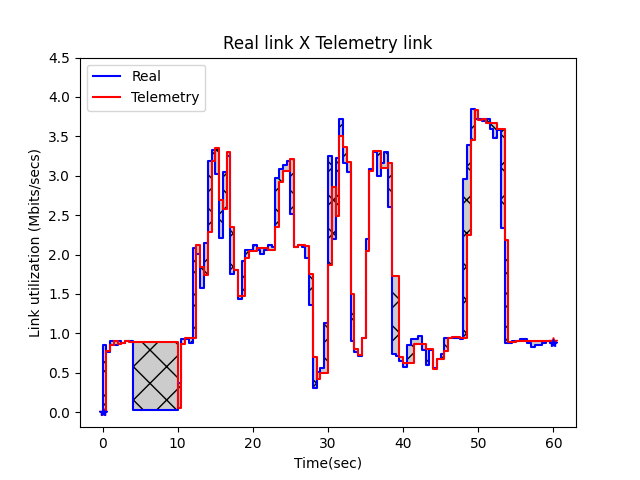 Real link X Telemetry link
Real
Telemetry
Link utilization (Mbits/secs)
4.5
4.0
3.5
3.0
2.5
2.0
1.5
1.0
0.5
0.0
0 10 20 30 40 50 60
Time(sec)